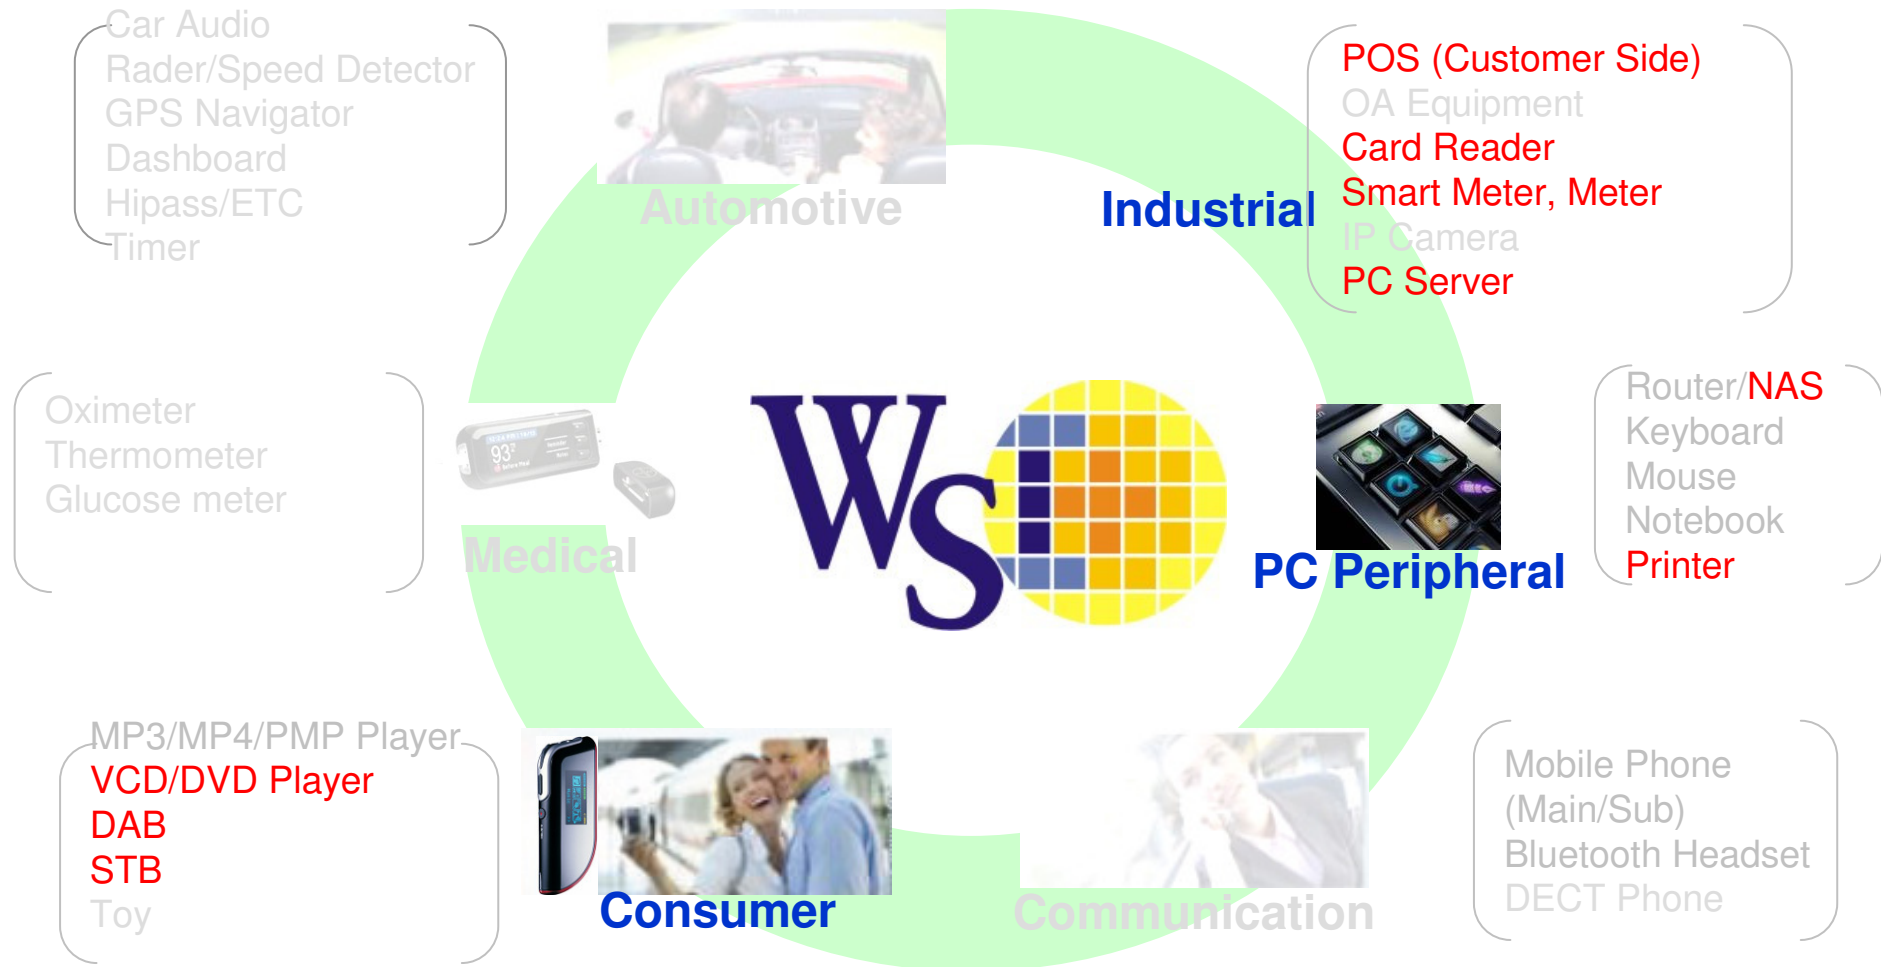 Car Audio
Rader/Speed Detector
GPS Navigator
Dashboard
Hipass/ETC
Timer
Automotive
Industrial
POS (Customer Side)
OA Equipment
Card Reader
Smart Meter, Meter
IP Camera
PC Server
Oximeter
Thermometer
Glucose meter
93
Medical
WS
PC Peripheral
Router/NAS
Keyboard
Mouse
Notebook
Printer
MP3/MP4/PMP Player
VCD/DVD Player
DAB
STB
Toy
Consumer
Communication
Mobile Phone
(Main/Sub)
Bluetooth Headset
DECT Phone